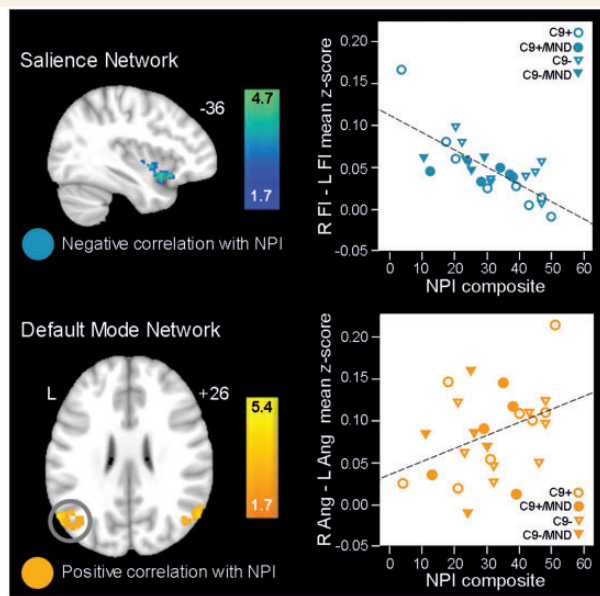 Salience Network
-36
4.7
1.7
Negative correlation with NPI
R FI - L FI mean z-score
0.20
0.15
0.10
0.05
0.00
-0.05
0 10 20 30 40 50 60
NPI composite
C9+
C9+/MND
C9-
C9-/MND
Default Mode Network
L
+26
5.4
1.7
Positive correlation with NPI
R Ang - L Ang mean z-score
0.20
0.15
0.10
0.05
0.00
-0.05
0 10 20 30 40 50 60
NPI composite
C9+
C9+/MND
C9-
C9-/MND